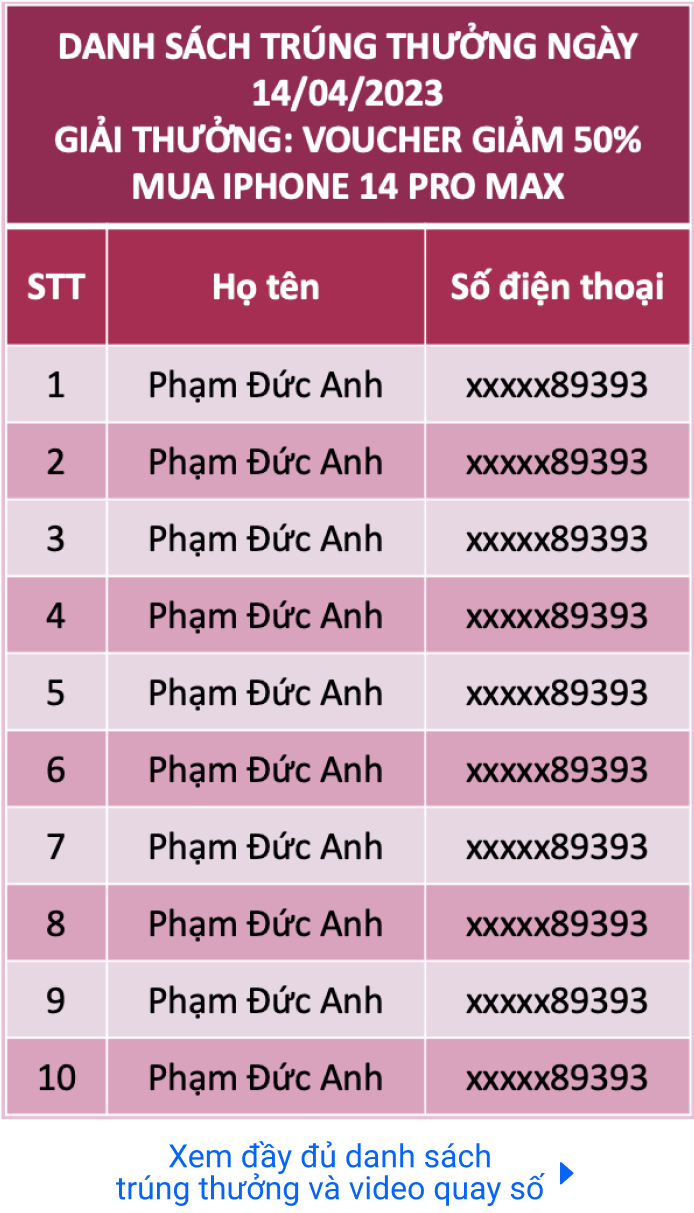 DANH SÁCH TRÚNG THƯỞNG NGÀY
14/04/2023
GIẢI THƯỞNG: VOUCHER GIẢM 50%
MUA IPHONE 14 PRO MAX
STT Họ tên Số điện thoại
1 Phạm Đức Anh xxxxx89393
2 Phạm Đức Anh xxxxx89393
3 Phạm Đức Anh xxxxx89393
4 Phạm Đức Anh xxxxx89393
5 Phạm Đức Anh xxxxx89393
6 Phạm Đức Anh xxxxx89393
7 Phạm Đức Anh xxxxx89393
8 Phạm Đức Anh xxxxx89393
9 Phạm Đức Anh xxxxx89393
10 Phạm Đức Anh xxxxx89393
Xem đầy đủ danh sách
trúng thưởng và video quay số